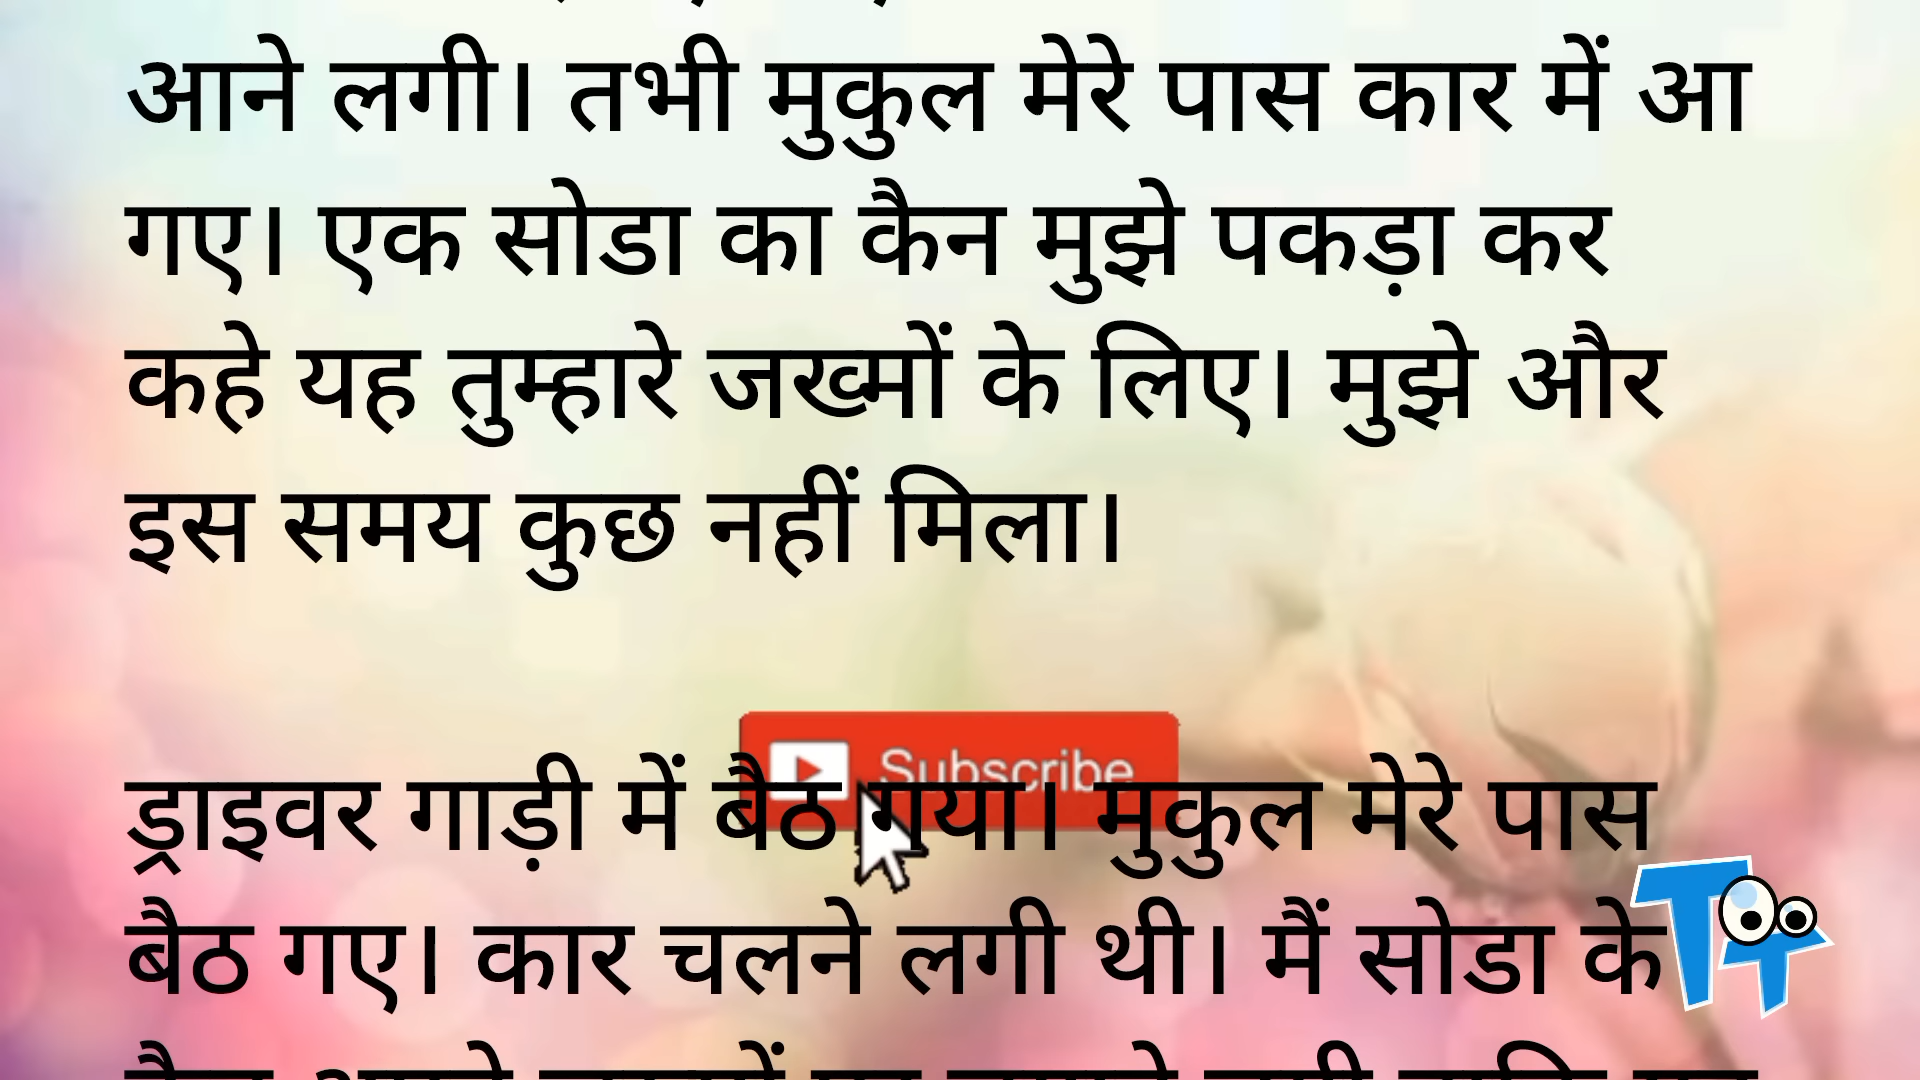 आने लगी। तभी मुकुल मेरे पास कार में आ
गए। एक सोडा का कैन मुझे पकड़ा कर
कहे यह तुम्हारे जख्मों के लिए। मुझे और
इस समय कुछ नहीं मिला।
Subscribe
ड्राइवर गाड़ी में बैठ गया। मुकुल मेरे पास
बैठ गए। कार चलने लगी थी। मैं सोडा के
TT